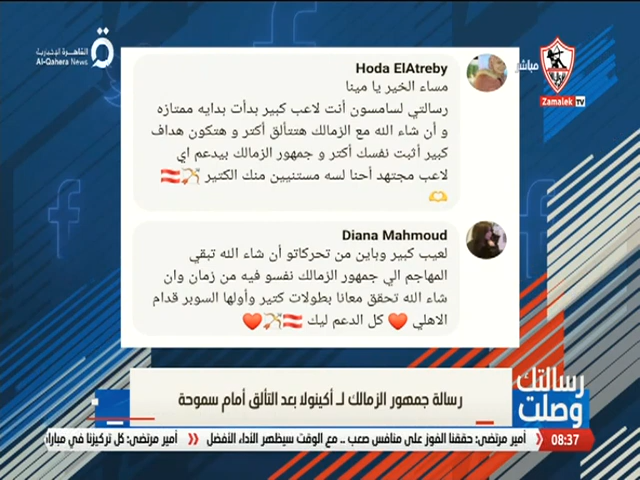 القاهرة الإخبارية
Al-Qahera News
مباشر
Zamalek TV
Hoda ElAtreby
مساء الخير يا مينا
رسالتي لسامسون أنت لاعب كبير بدأت بدايه ممتازه
و أن شاء الله مع الزمالك هتتألق أكتر و هتكون هداف
كبير أثبت نفسك أكتر و جمهور الزمالك بيدعم اي
لاعب مجتهد أحنا لسه مستنيين منك الكتير 🏹🇦🇹
🫶
Diana Mahmoud
لعيب كبير وباين من تحركاتو أن شاء الله تبقي
المهاجم الي جمهور الزمالك نفسو فيه من زمان وان
شاء الله تحقق معانا بطولات كتير وأولها السوبر قدام
الاهلي ❤️ كل الدعم ليك 🇦🇹🏹❤️
رسالتك
وصلت
رسالة جمهور الزمالك لـ أكينولا بعد التألق أمام سموحة
08:37
أمير مرتضى: حققنا الفوز على منافس صعب .. مع الوقت سيظهر الأداء الأفضل » أمير مرتضى: كل تركيزنا في مباراة